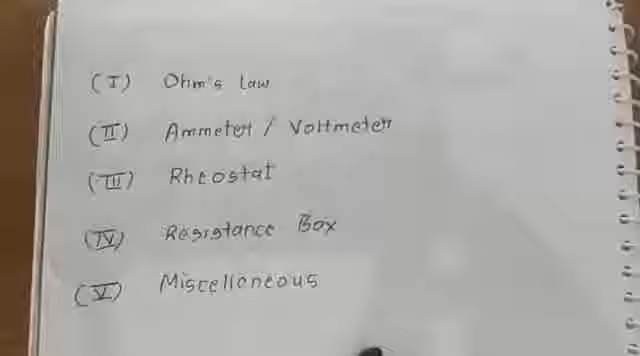 (I) Ohm's Law
(II) Ammeter / Voltmeter
(III) Rheostat
(IV) Resistance Box
(V) Miscellaneous